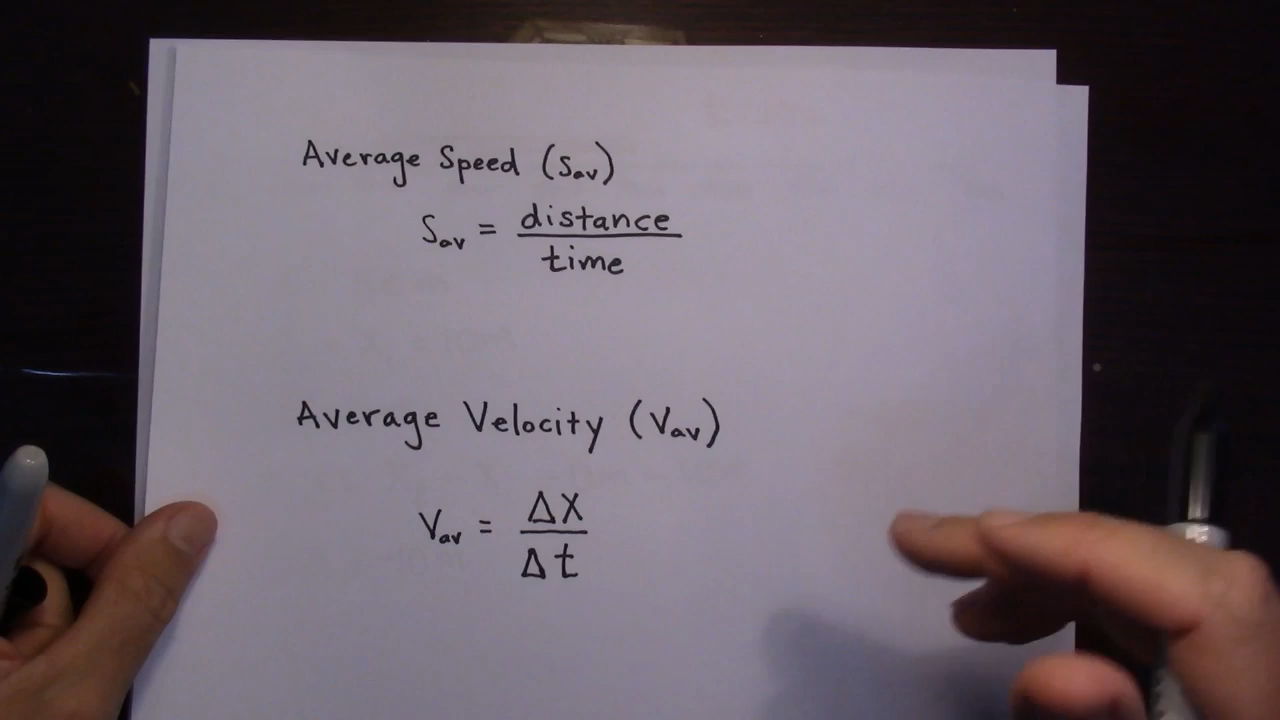 Average Speed (Sav)
Sav = distance
time
Average Velocity (Vav)
Vav = Δx
Δt